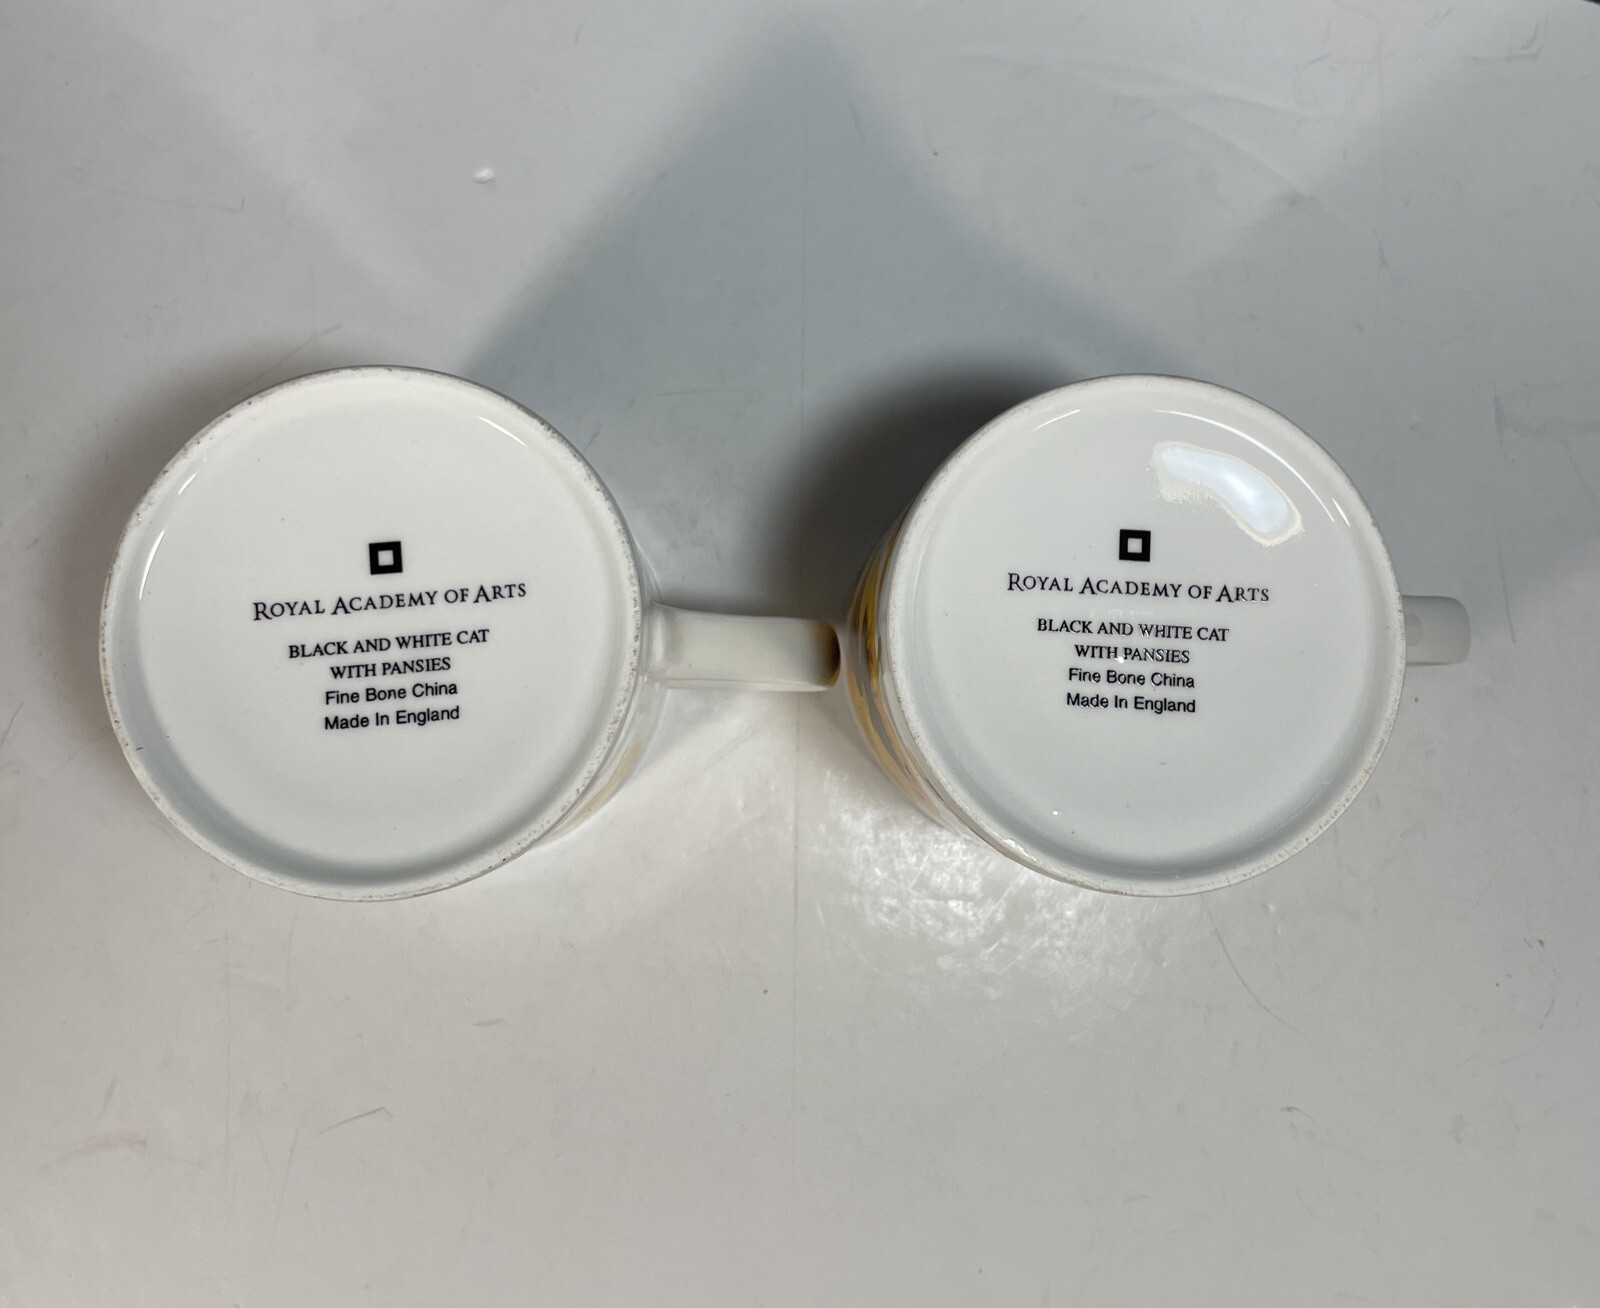 ROYAL ACADEMY OF ARTS
BLACK AND WHITE CAT
WITH PANSIES
Fine Bone China
Made In England
ROYAL ACADEMY OF ARTS
BLACK AND WHITE CAT
WITH PANSIES
Fine Bone China
Made In England